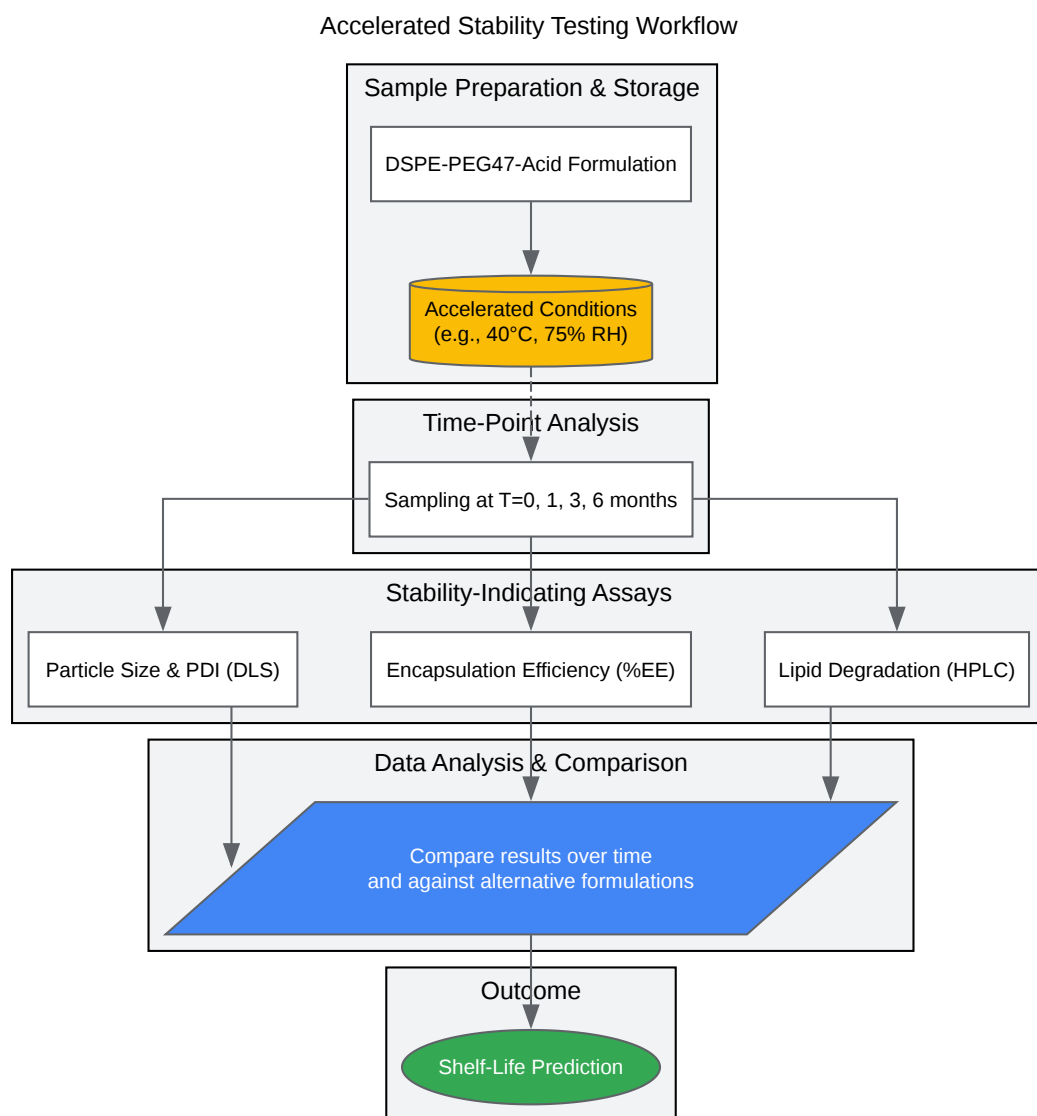 Accelerated Stability Testing Workflow
Sample Preparation & Storage
DSPE-PEG47-Acid Formulation
Accelerated Conditions
(e.g., 40°C, 75% RH)
Time-Point Analysis
Sampling at T=0, 1, 3, 6 months
Stability-Indicating Assays
Particle Size & PDI (DLS)
Encapsulation Efficiency (%EE)
Lipid Degradation (HPLC)
Data Analysis & Comparison
Compare results over time
and against alternative formulations
Outcome
Shelf-Life Prediction